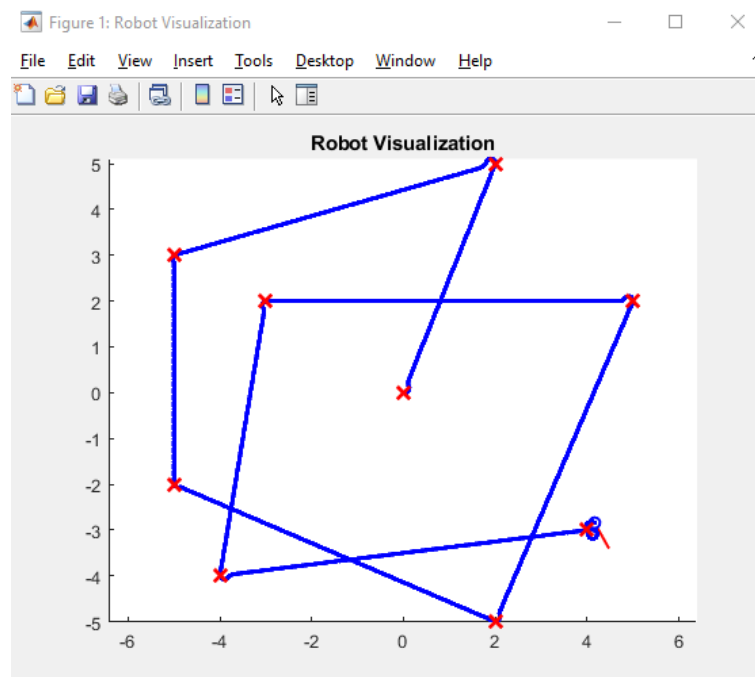 Figure 1: Robot Visualization
File Edit View Insert Tools Desktop Window Help
Robot Visualization
5
4
3
2
1
0
-1
-2
-3
-4
-5
-6 -4 -2 0 2 4 6